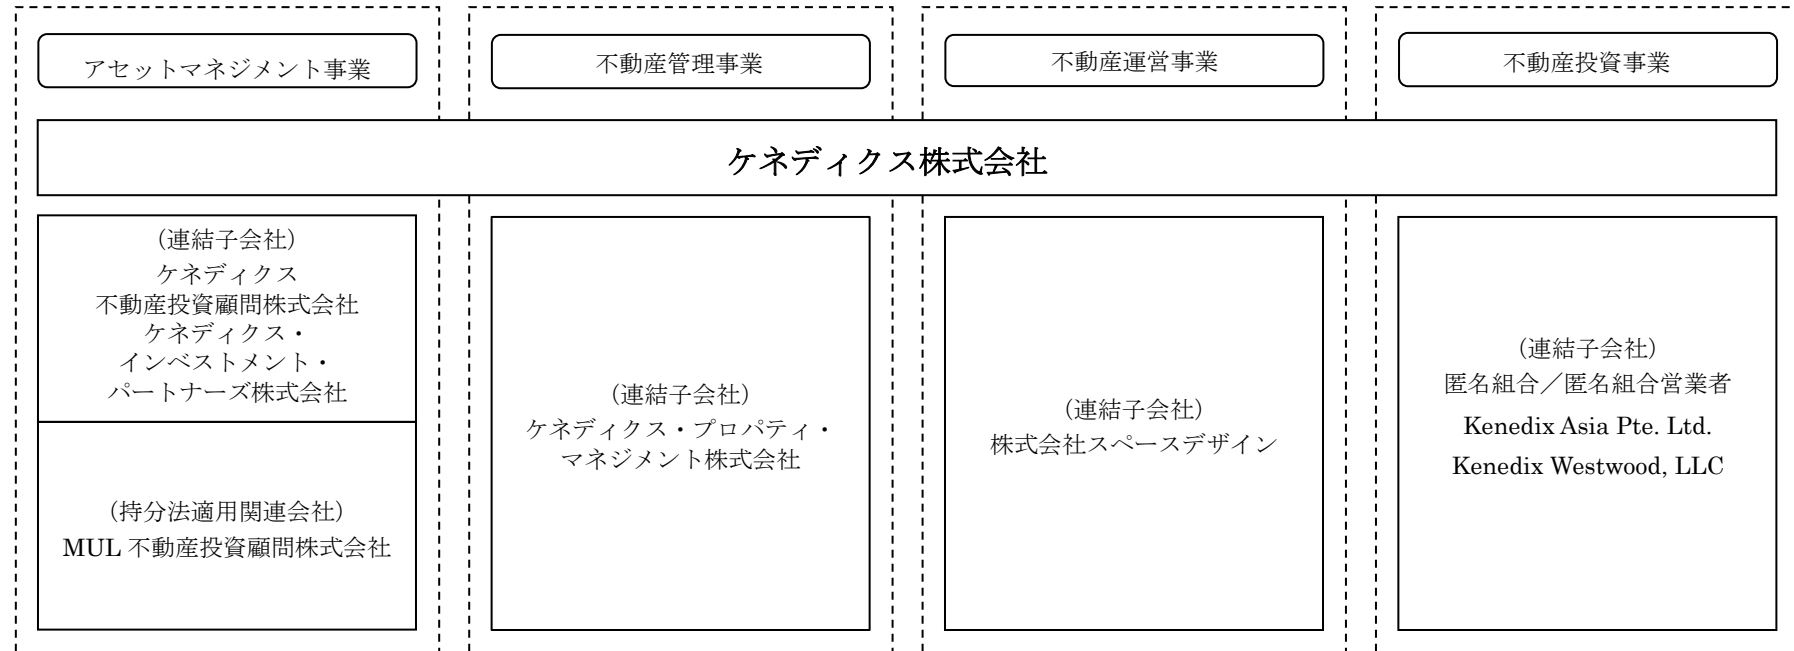 アセットマネジメント事業
不動産管理事業
不動産運営事業
不動産投資事業
ケネディクス株式会社
（連結子会社）
ケネディクス
不動産投資顧問株式会社
ケネディクス・
インベストメント・
パートナーズ株式会社
（持分法適用関連会社）
MUL 不動産投資顧問株式会社
（連結子会社）
ケネディクス・プロパティ・
マネジメント株式会社
（連結子会社）
株式会社スペースデザイン
（連結子会社）
匿名組合／匿名組合営業者
Kenedix Asia Pte. Ltd.
Kenedix Westwood, LLC